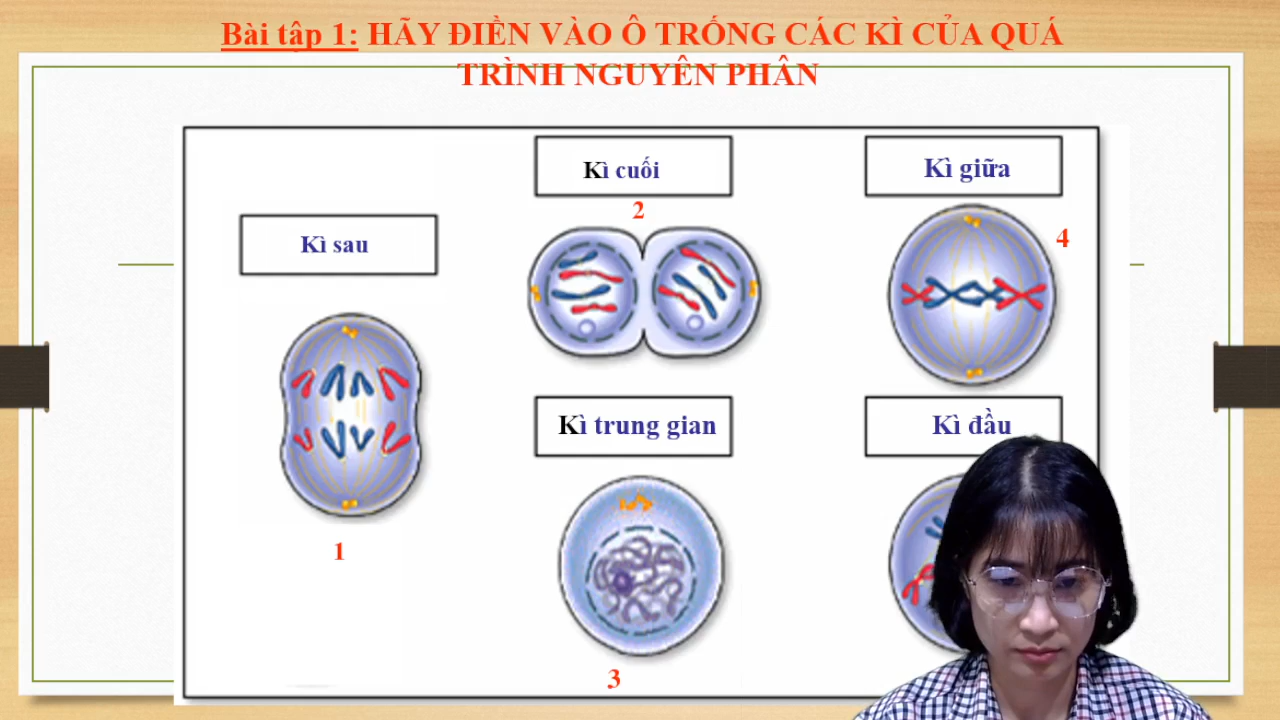 Bài tập 1: HÃY ĐIỀN VÀO Ô TRỐNG CÁC KÌ CỦA QUÁ
TRÌNH NGUYÊN PHÂN
Kì cuối
Kì giữa
2
4
Kì sau
Kì trung gian
Kì đầu
1
3